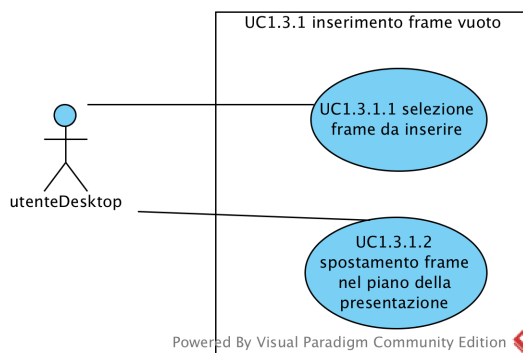 UC1.3.1 inserimento frame vuoto
UC1.3.1.1 selezione
frame da inserire
utenteDesktop
UC1.3.1.2
spostamento frame
nel piano della
presentazione
Powered By Visual Paradigm Community Edition